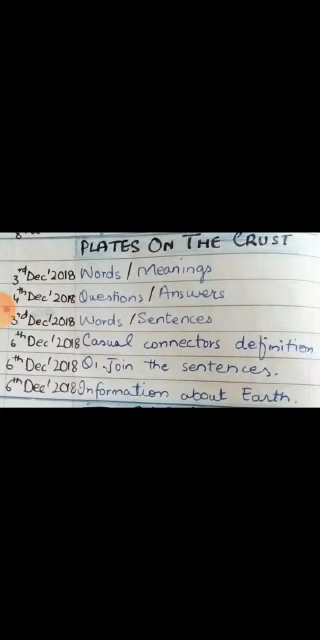 PLATES ON THE CRUST
3rd Dec'2018 Words / Meanings
4th Dec'2018 Questions / Answers
3rd Dec'2018 Words / Sentences
6th Dec'2018 Casual connectors definition
6th Dec'2018 Q1. Join the sentences.
6th Dec'2018 Information about Earth.